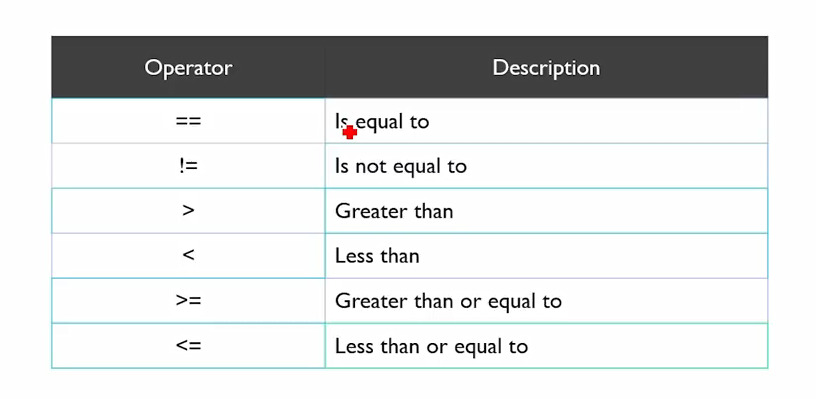 Operator Description
== Is equal to
!= Is not equal to
> Greater than
< Less than
>= Greater than or equal to
<= Less than or equal to